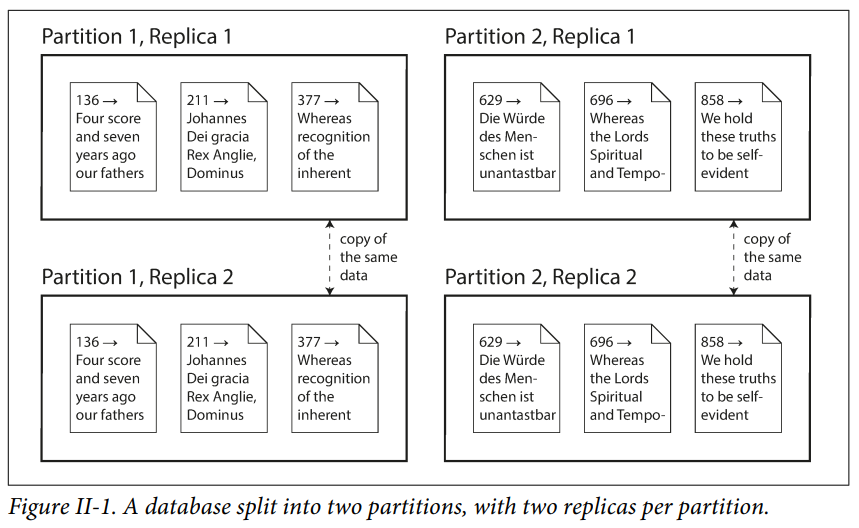 Partition 1, Replica 1
136 →
Four score
and seven
years ago
our fathers
211 →
Johannes
Dei gracia
Rex Anglie,
Dominus
377 →
Whereas
recognition
of the
inherent
Partition 2, Replica 1
629 →
Die Würde
des Men-
schen ist
unantastbar
696 →
Whereas
the Lords
Spiritual
and Tempo-
858 →
We hold
these truths
to be self-
evident
copy of
the same
data
copy of
the same
data
Partition 1, Replica 2
136 →
Four score
and seven
years ago
our fathers
211 →
Johannes
Dei gracia
Rex Anglie,
Dominus
377 →
Whereas
recognition
of the
inherent
Partition 2, Replica 2
629 →
Die Würde
des Men-
schen ist
unantastbar
696 →
Whereas
the Lords
Spiritual
and Tempo-
858 →
We hold
these truths
to be self-
evident
Figure II-1. A database split into two partitions, with two replicas per partition.